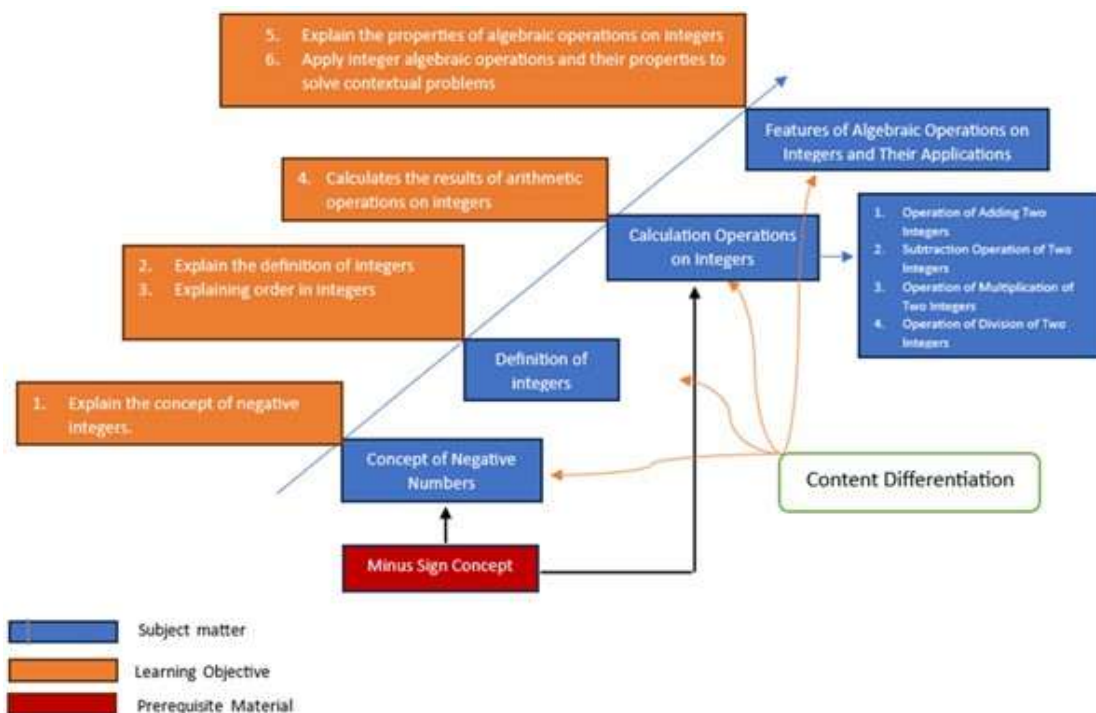 5. Explain the properties of algebraic operations on integers
6. Apply integer algebraic operations and their properties to
solve contextual problems
Features of Algebraic Operations on
Integers and Their Applications
4. Calculates the results of arithmetic
operations on integers
Calculation Operations
on Integers
1. Operation of Adding Two
Integers
2. Subtraction Operation of Two
Integers
3. Operation of Multiplication of
Two Integers
4. Operation of Division of Two
Integers
2. Explain the definition of integers
3. Explaining order in integers
Definition of
integers
1. Explain the concept of negative
integers.
Concept of Negative
Numbers
Content Differentiation
Minus Sign Concept
Subject matter
Learning Objective
Prerequisite Material